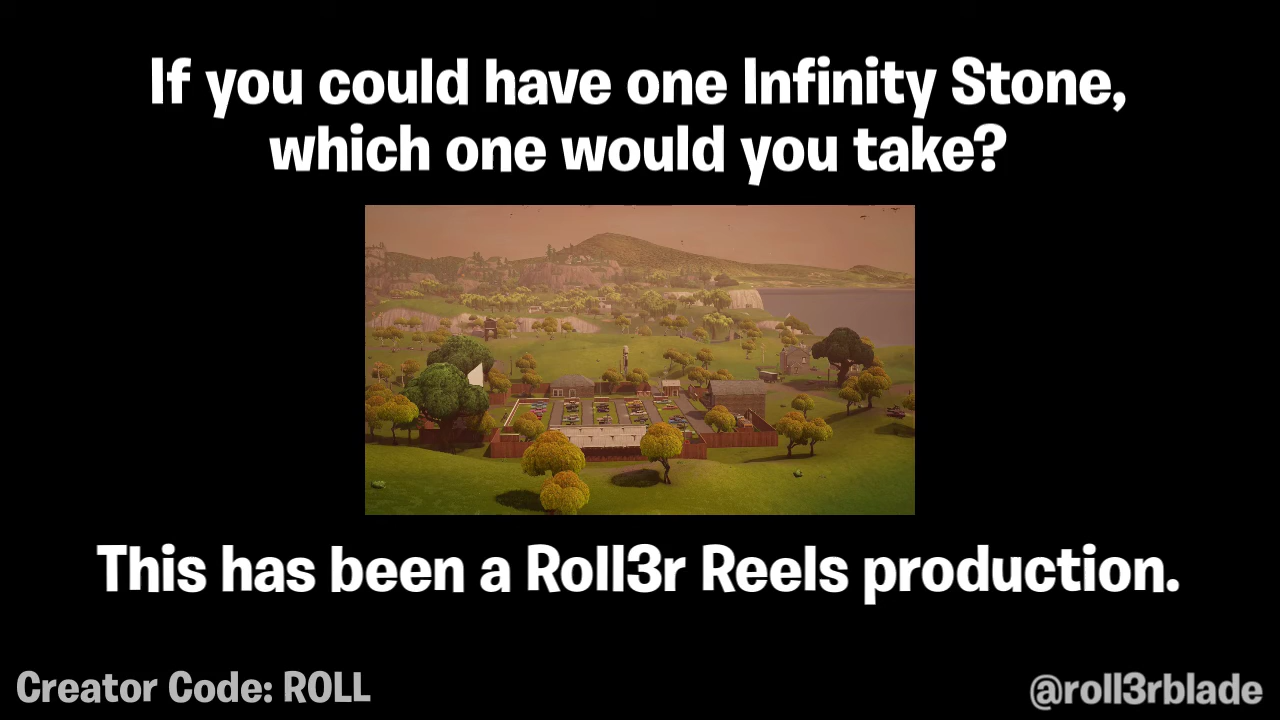 If you could have one Infinity Stone,
which one would you take?
This has been a Roll3r Reels production.
Creator Code: ROLL
@roll3rblade